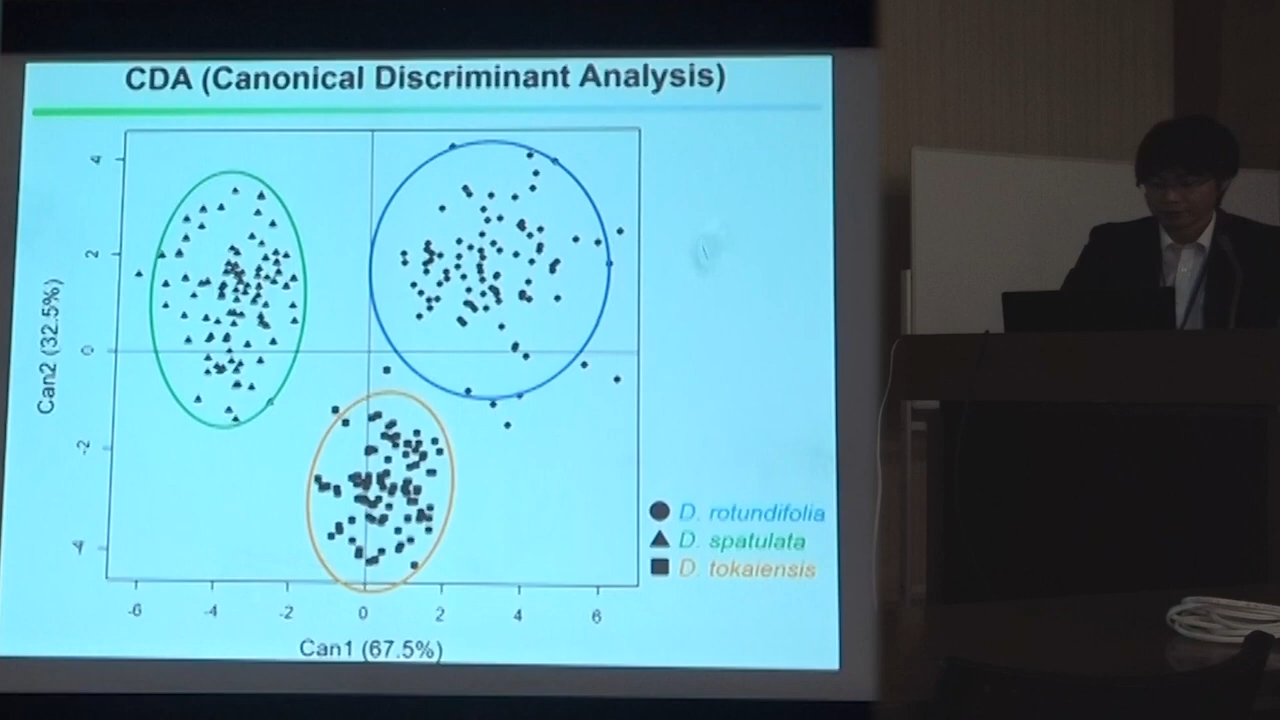 CDA (Canonical Discriminant Analysis)
4
2
0
-2
-4
Can2 (32.5%)
-6 -4 -2 0 2 4 6
Can1 (67.5%)
D. rotundifolia
D. spatulata
D. tokaiensis